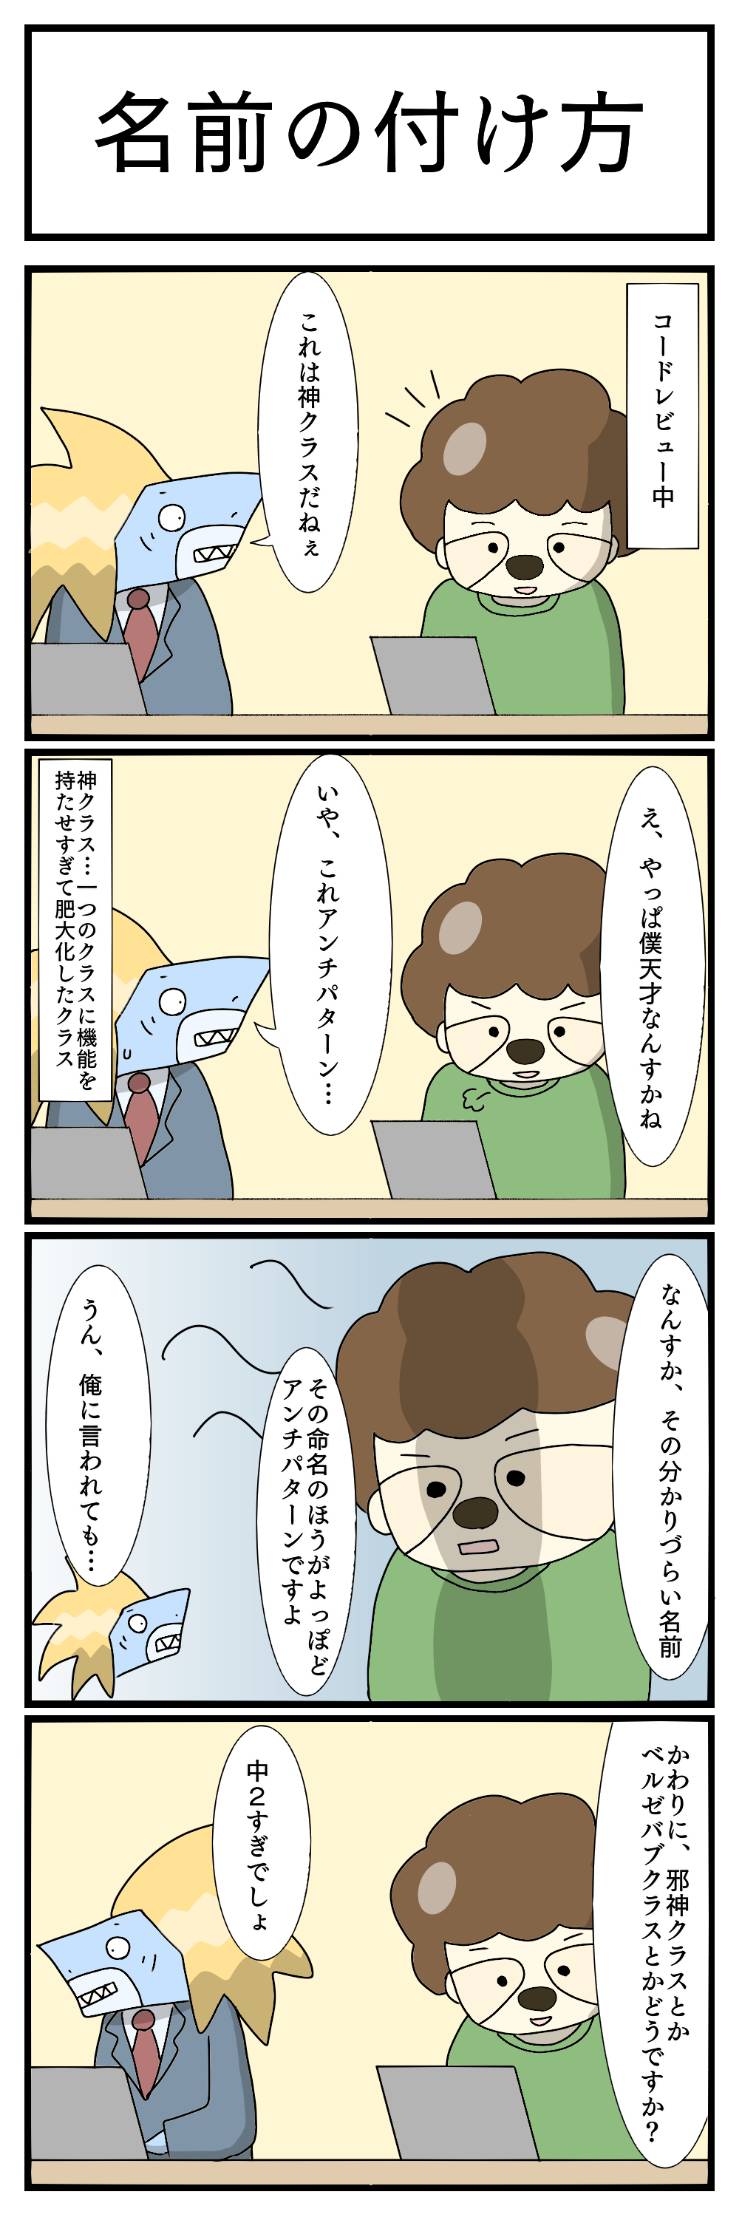 名前の付け方
コードレビュー中
これは神クラスだねぇ
え、やっぱ僕天才なんすかね
いや、これアンチパターン…
神クラス…一つのクラスに機能を
持たせすぎて肥大化したクラス
なんすか、その分かりづらい名前
その命名のほうがよっぽど
アンチパターンですよ
うん、俺に言われても…
かわりに、邪神クラスとか
ベルゼバブクラスとかどうですか？
中２すぎでしょ